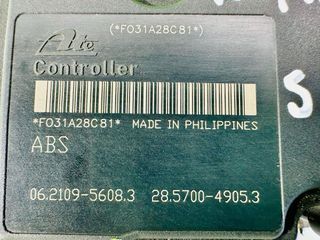 (*FO31A28C81*)
Ate
Controller
*FO31A28C81* MADE IN PHILIPPINES
ABS
06.2109-5608.3 28.5700-4905.3
S